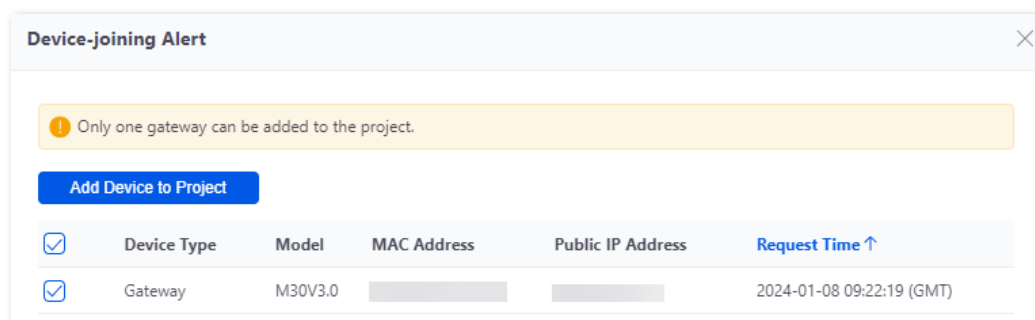 Device-joining Alert
Only one gateway can be added to the project.
Add Device to Project
Device Type Model MAC Address Public IP Address Request Time↑
Gateway M30V3.0 2024-01-08 09:22:19 (GMT)